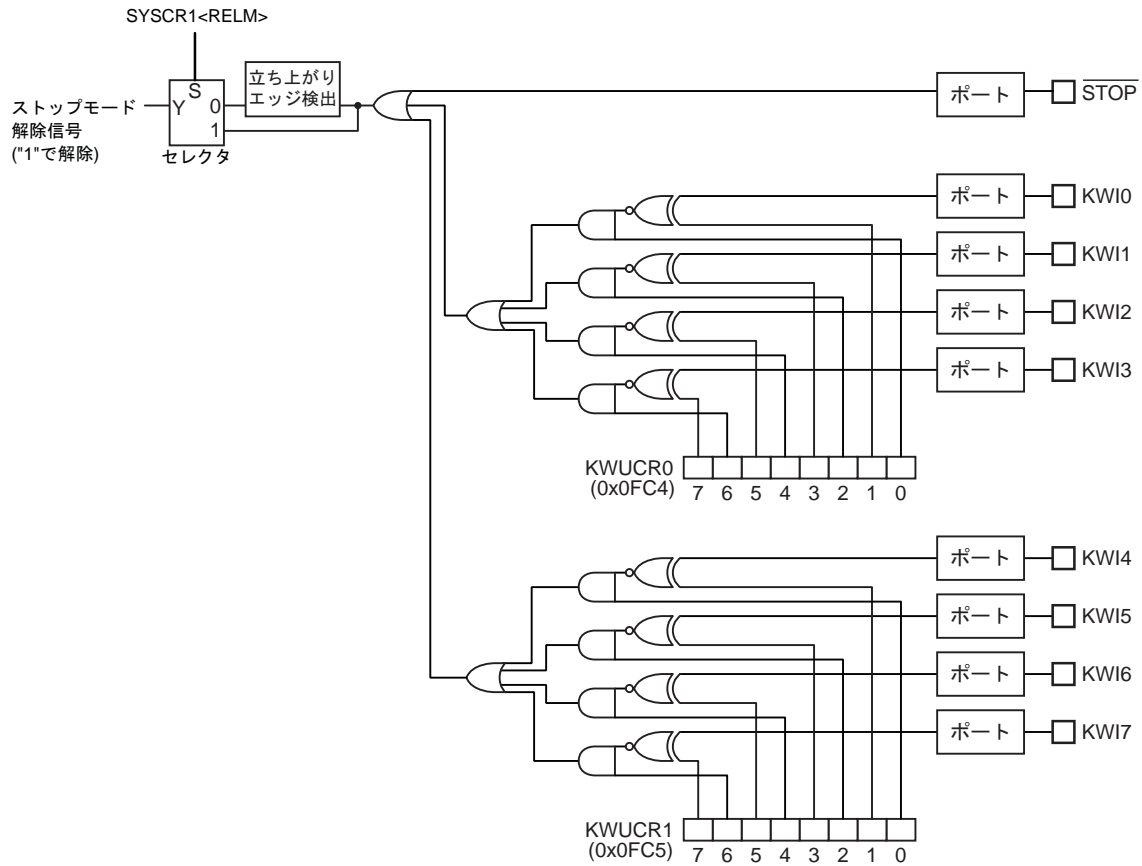 SYSCR1<RELM>
ストップモード
解除信号
("1"で解除)
S
Y
0
1
セレクタ
立ち上がり
エッジ検出
ポート
STOP
ポート
KWI0
ポート
KWI1
ポート
KWI2
ポート
KWI3
KWUCR0
(0x0FC4)
7 6 5 4 3 2 1 0
ポート
KWI4
ポート
KWI5
ポート
KWI6
ポート
KWI7
KWUCR1
(0x0FC5)
7 6 5 4 3 2 1 0